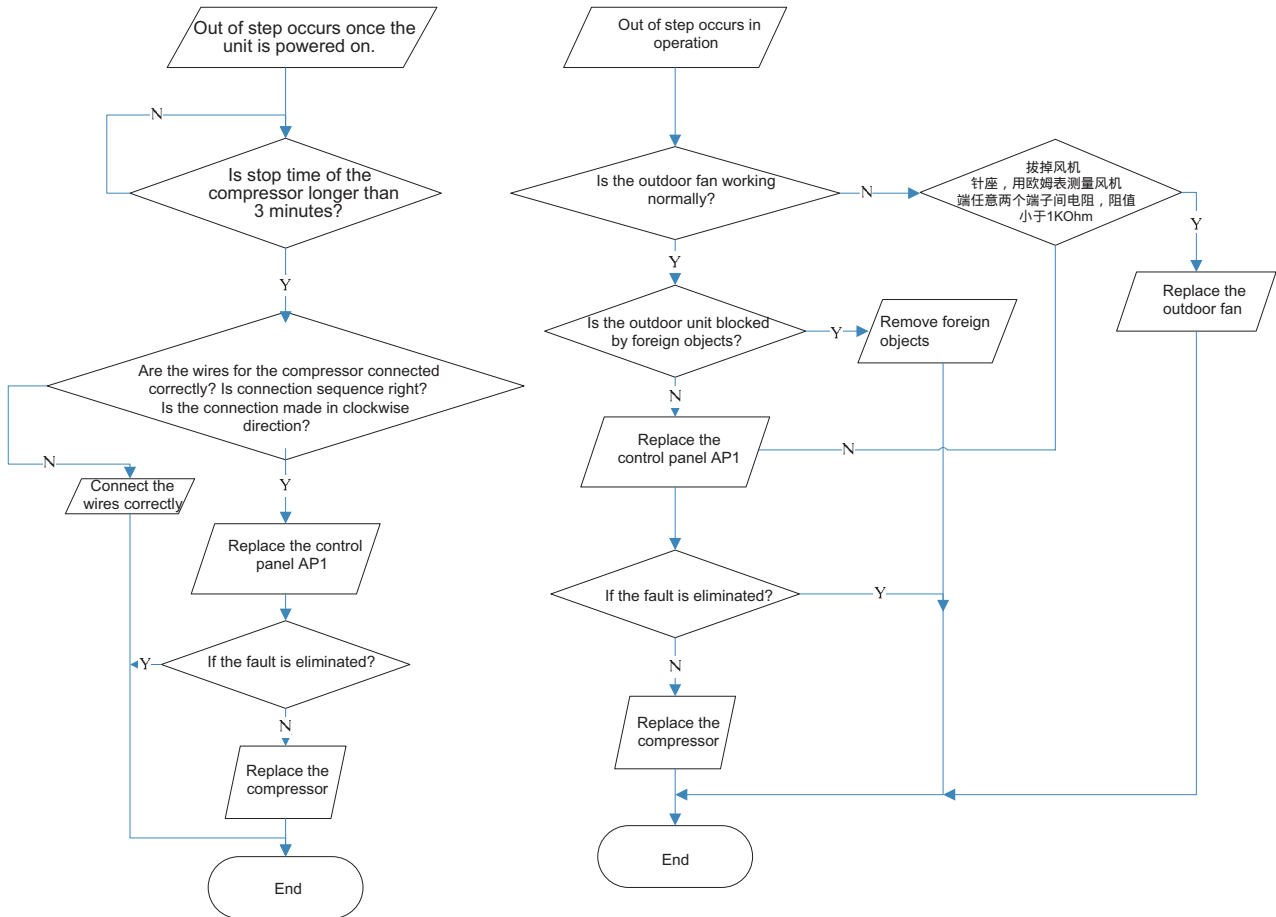 Out of step occurs once the
unit is powered on.
N
Is stop time of the
compressor longer than
3 minutes?
Y
Are the wires for the compressor connected
correctly? Is connection sequence right?
Is the connection made in clockwise
direction?
N
Connect the
wires correctly
Y
Replace the control
panel AP1
If the fault is eliminated?
Y
N
Replace the
compressor
End
Out of step occurs in
operation
Is the outdoor fan working
normally?
N
拔掉风机
针座，用欧姆表测量风机
端任意两个端子间电阻，阻值
小于1KOhm
Y
Replace the
outdoor fan
Y
Is the outdoor unit blocked
by foreign objects?
Y
Remove foreign
objects
N
Replace the
control panel AP1
N
If the fault is eliminated?
Y
N
Replace the
compressor
End